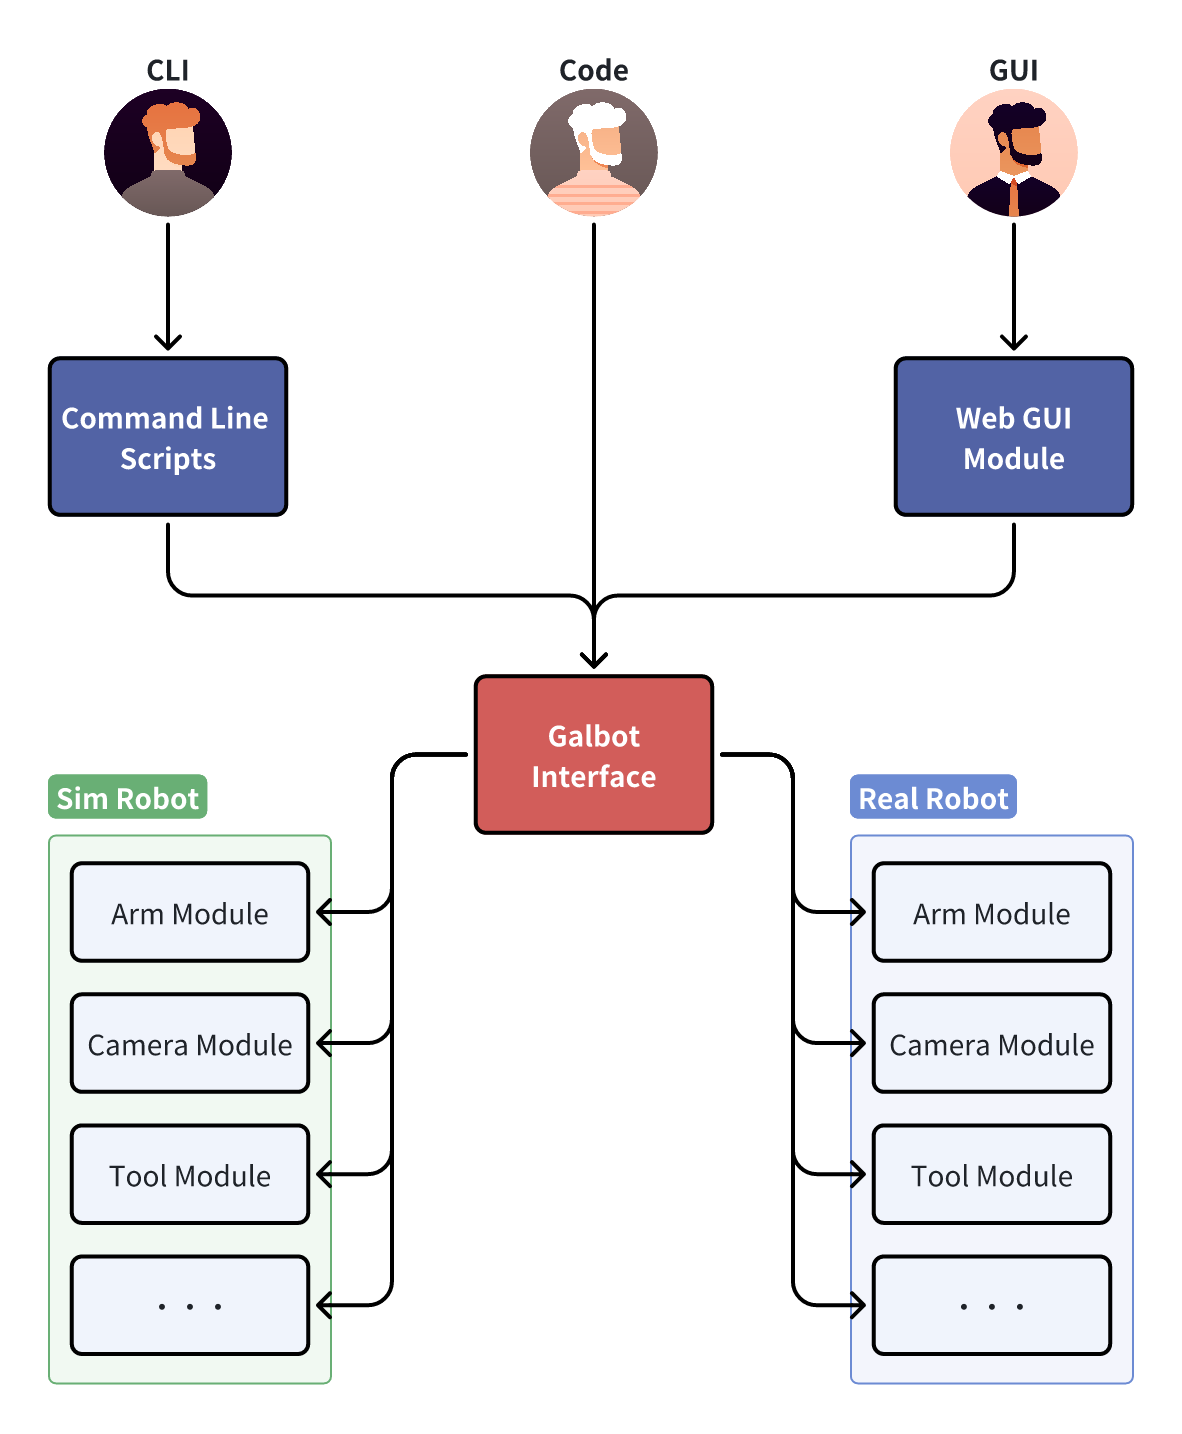 CLI
Code
GUI
Command Line
Scripts
Web GUI
Module
Galbot
Interface
Sim Robot
Real Robot
Arm Module
Camera Module
Tool Module
. . .
Arm Module
Camera Module
Tool Module
. . .